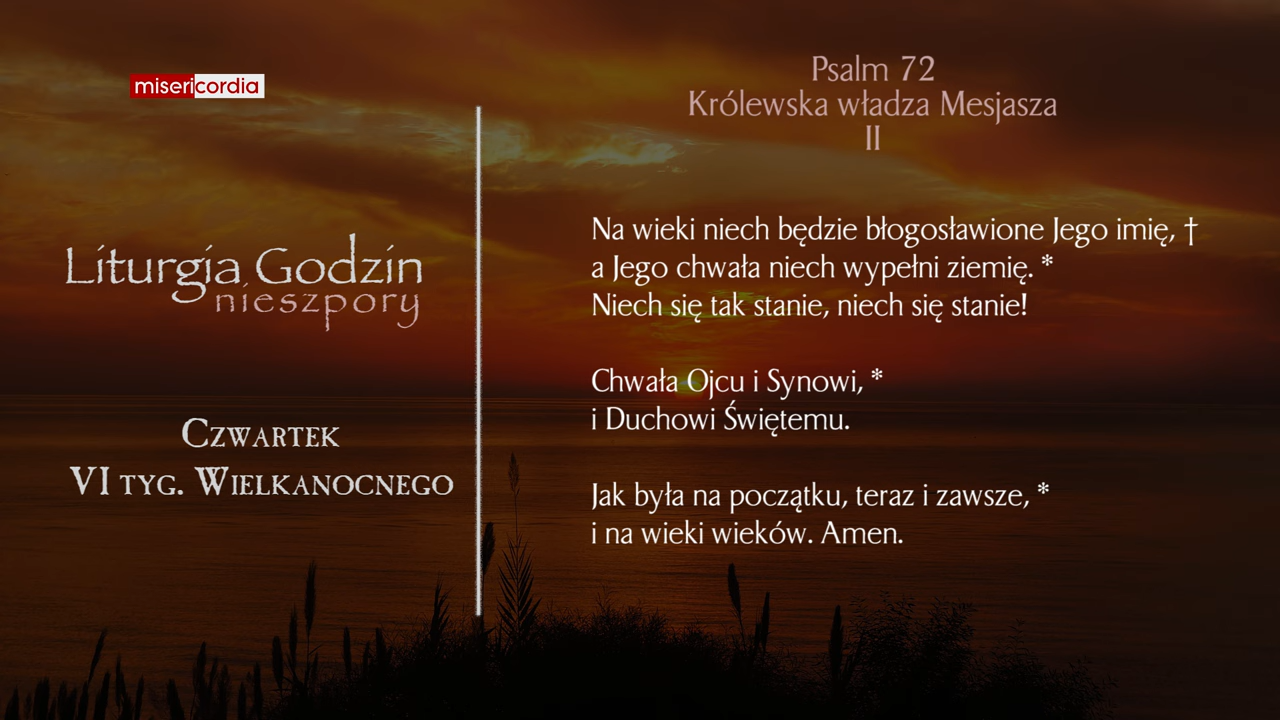 misericordia
Liturgia Godzin
nieszpory
Czwartek
VI tyg. Wielkanocnego
Psalm 72
Królewska władza Mesjasza
II
Na wieki niech będzie błogosławione Jego imię, †
a Jego chwała niech wypełni ziemię. *
Niech się tak stanie, niech się stanie!
Chwała Ojcu i Synowi, *
i Duchowi Świętemu.
Jak była na początku, teraz i zawsze, *
i na wieki wieków. Amen.